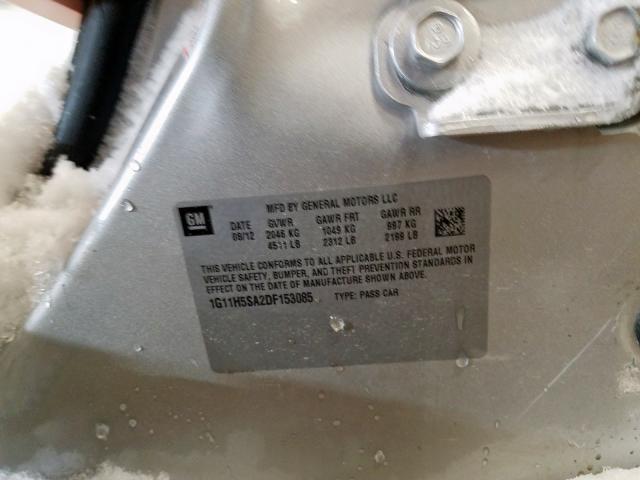 GM
MFD BY GENERAL MOTORS LLC
DATE GVWR GAWR FRT GAWR RR
09/12 2046 KG 1049 KG 997 KG
4511 LB 2312 LB 2199 LB
THIS VEHICLE CONFORMS TO ALL APPLICABLE U.S. FEDERAL MOTOR
VEHICLE SAFETY, BUMPER, AND THEFT PREVENTION STANDARDS IN
EFFECT ON THE DATE OF MANUFACTURE SHOWN ABOVE.
1G11H5SA2DF153085 TYPE: PASS CAR